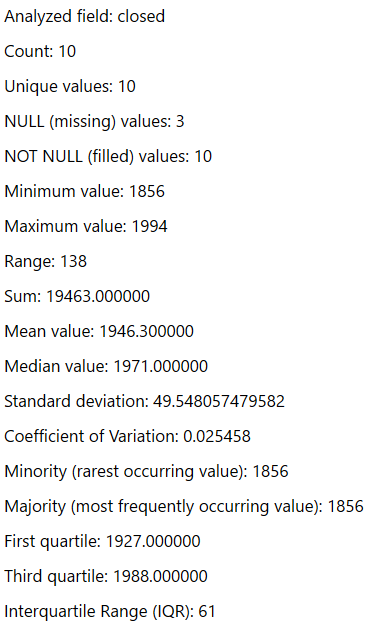 Analyzed field: closed
Count: 10
Unique values: 10
NULL (missing) values: 3
NOT NULL (filled) values: 10
Minimum value: 1856
Maximum value: 1994
Range: 138
Sum: 19463.000000
Mean value: 1946.300000
Median value: 1971.000000
Standard deviation: 49.548057479582
Coefficient of Variation: 0.025458
Minority (rarest occurring value): 1856
Majority (most frequently occurring value): 1856
First quartile: 1927.000000
Third quartile: 1988.000000
Interquartile Range (IQR): 61